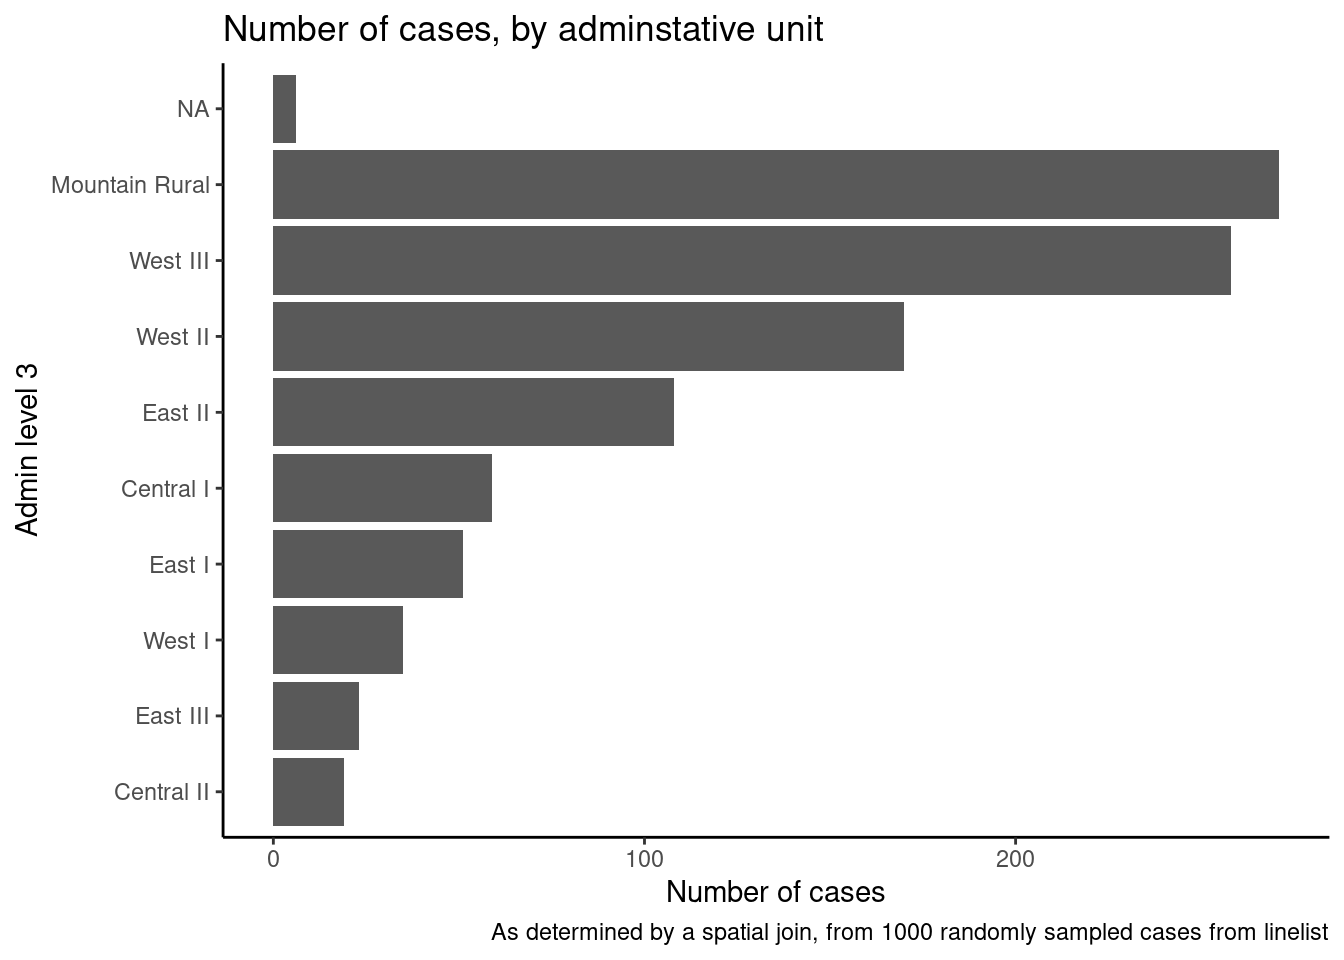 Number of cases, by adminstative unit
NA
Mountain Rural
West III
West II
East II
Central I
East I
West I
East III
Central II
Admin level 3
0 100 200
Number of cases
As determined by a spatial join, from 1000 randomly sampled cases from linelist